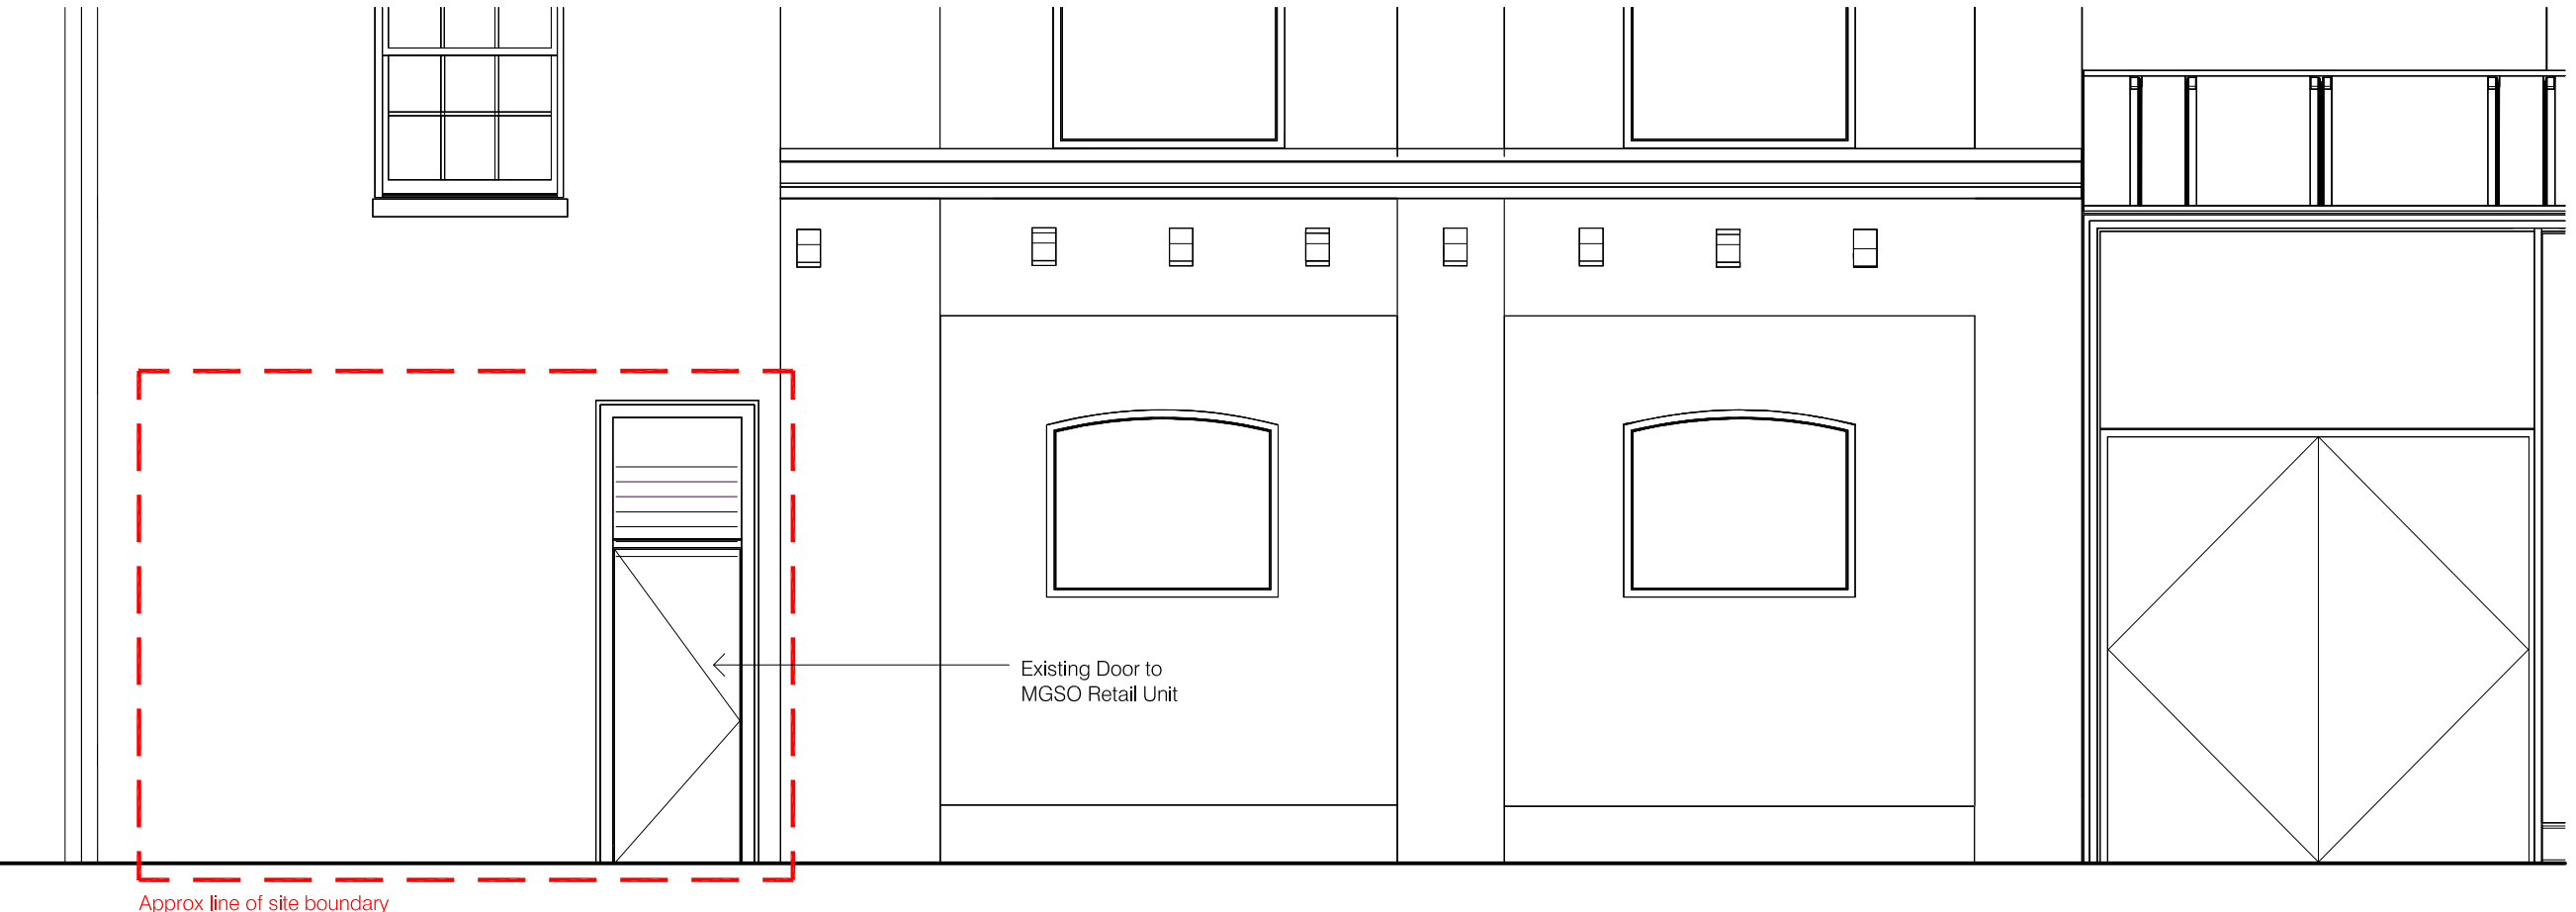 Existing Door to
MGSO Retail Unit
Approx line of site boundary